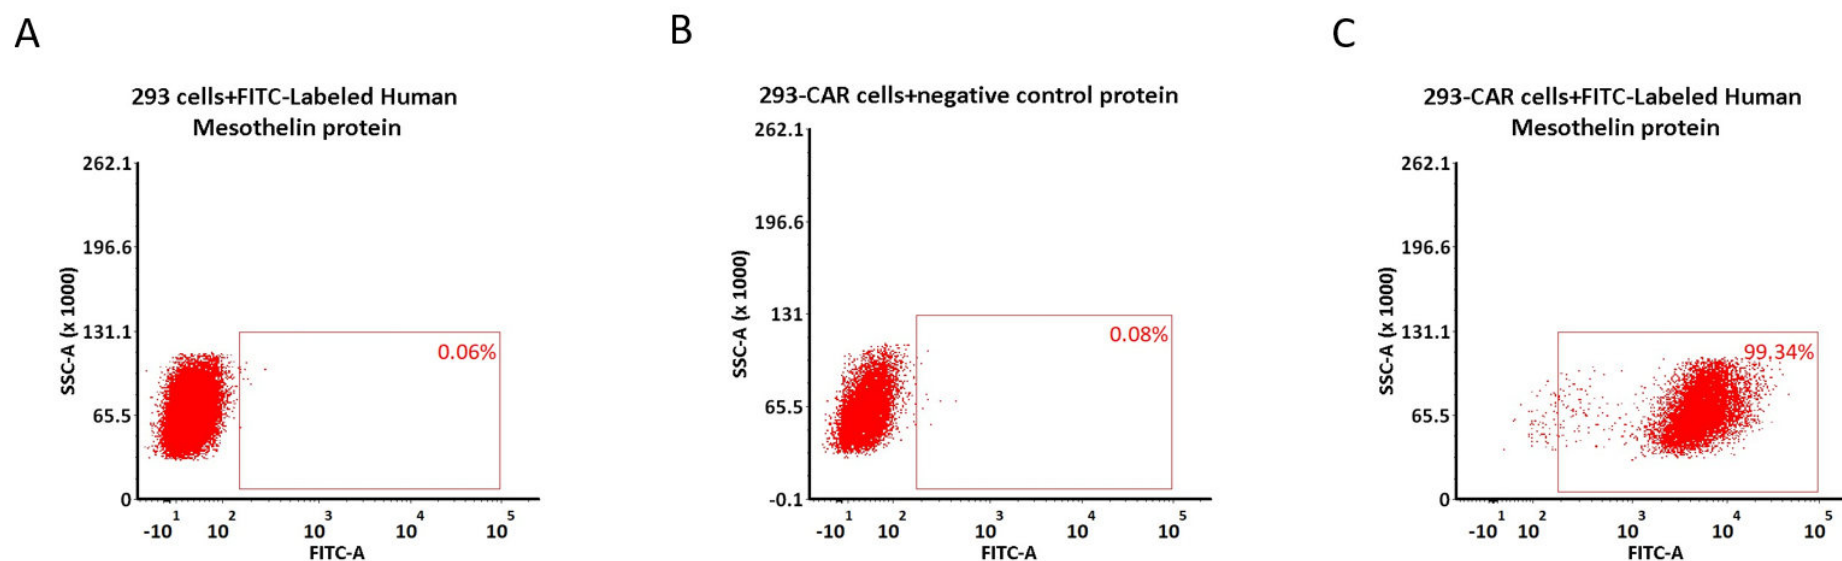 A
293 cells+FITC-Labeled Human
Mesothelin protein
262.1
196.6
131.1
65.5
0
SSC-A (x 1000)
0.06%
-10 1 10 2 10 3 10 4 10 5
FITC-A
B
293-CAR cells+negative control protein
262.1
196.6
131
65.5
-0.1
SSC-A (x 1000)
0.08%
-10 1 10 2 10 3 10 4 10 5
FITC-A
C
293-CAR cells+FITC-Labeled Human
Mesothelin protein
262.1
196.6
131.1
65.5
0
SSC-A (x 1000)
99.34%
-10 1 10 2 10 3 10 4 10 5
FITC-A